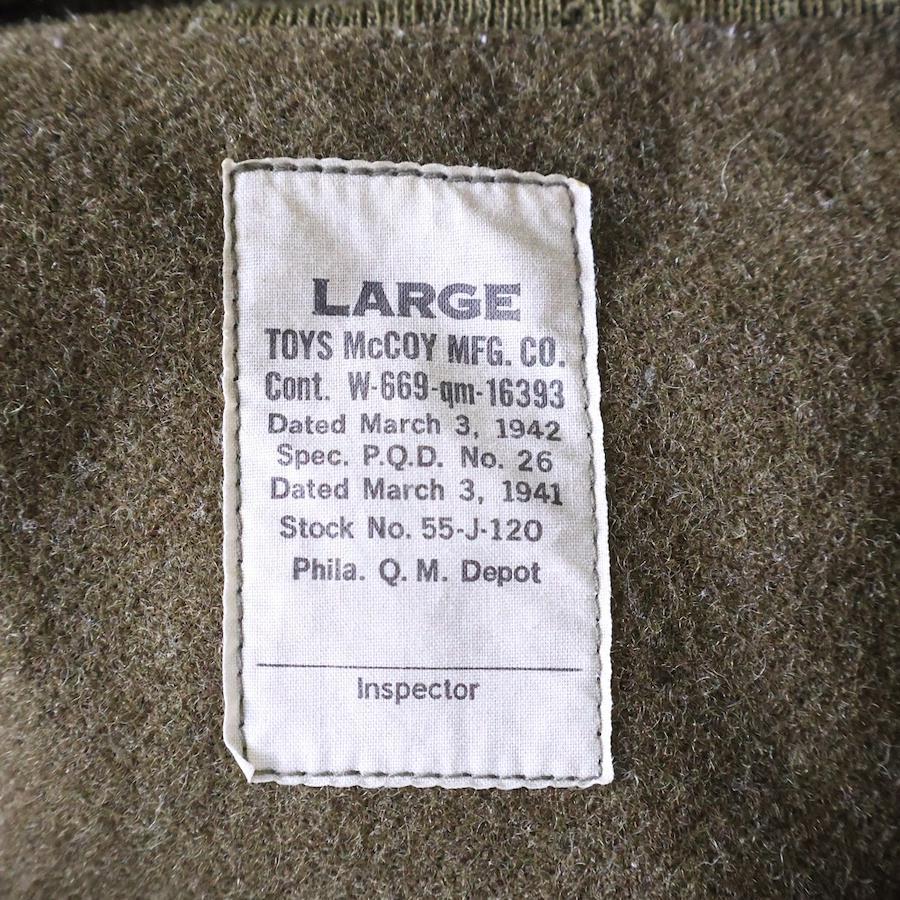 LARGE
TOYS McCOY MFG. CO.
Cont. W-669-qm-16393
Dated March 3, 1942
Spec. P.Q.D. No. 26
Dated March 3, 1941
Stock No. 55-J-120
Phila. Q. M. Depot
Inspector